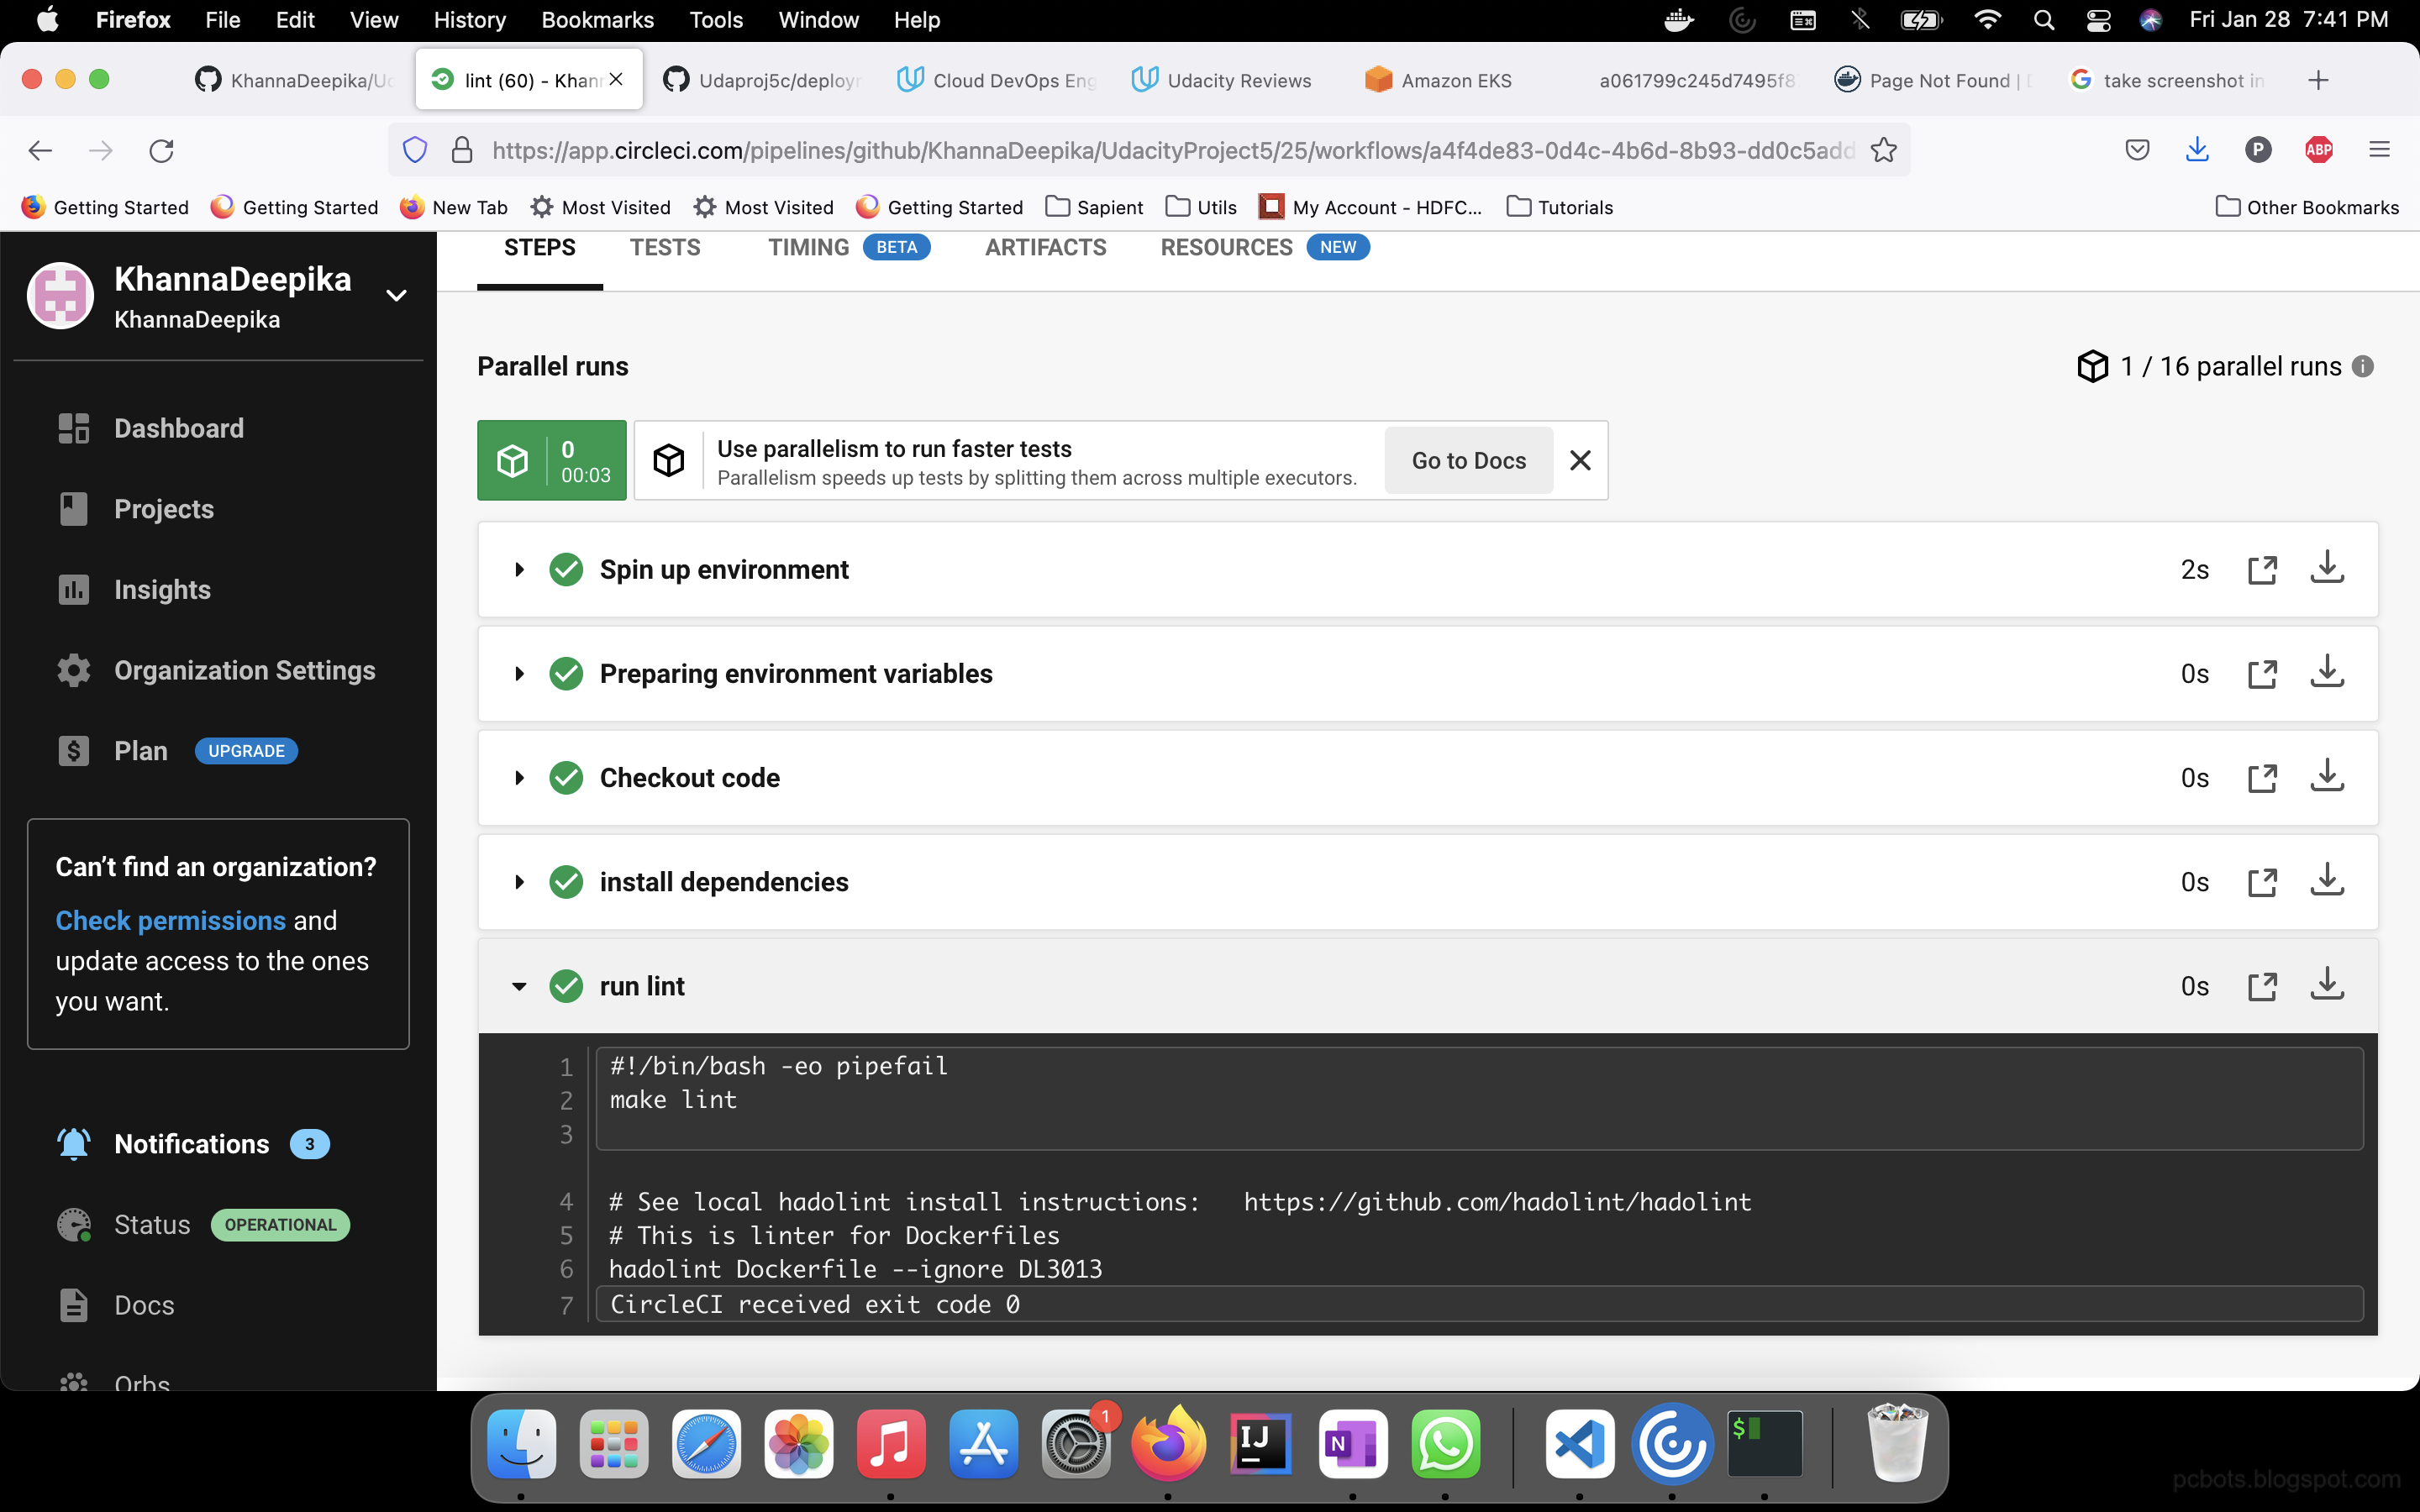 Firefox File Edit View History Bookmarks Tools Window Help
Fri Jan 28 7:41 PM
KhannaDeepika/Uc
lint (60) - Khann
Udaproj5c/deployn
Cloud DevOps Eng
Udacity Reviews
Amazon EKS
a061799c245d7495f8
Page Not Found |
take screenshot in
https://app.circleci.com/pipelines/github/KhannaDeepika/UdacityProject5/25/workflows/a4f4de83-0d4c-4b6d-8b93-dd0c5add
P
ABP
Getting Started Getting Started New Tab Most Visited Most Visited Getting Started Sapient Utils My Account - HDFC... Tutorials Other Bookmarks
KhannaDeepika
KhannaDeepika
Dashboard
Projects
Insights
Organization Settings
Plan UPGRADE
Can’t find an organization?
Check permissions and
update access to the ones
you want.
Notifications 3
Status OPERATIONAL
Docs
Orbs
STEPS TESTS TIMING BETA ARTIFACTS RESOURCES NEW
Parallel runs
1 / 16 parallel runs
0
00:03
Use parallelism to run faster tests
Parallelism speeds up tests by splitting them across multiple executors.
Go to Docs
Spin up environment 2s
Preparing environment variables 0s
Checkout code 0s
install dependencies 0s
run lint 0s
1 #!/bin/bash -eo pipefail
2 make lint
3
4 # See local hadolint install instructions:   https://github.com/hadolint/hadolint
5 # This is linter for Dockerfiles
6 hadolint Dockerfile --ignore DL3013
7 CircleCI received exit code 0
1
IJ
N
$
pcbots.blogspot.com